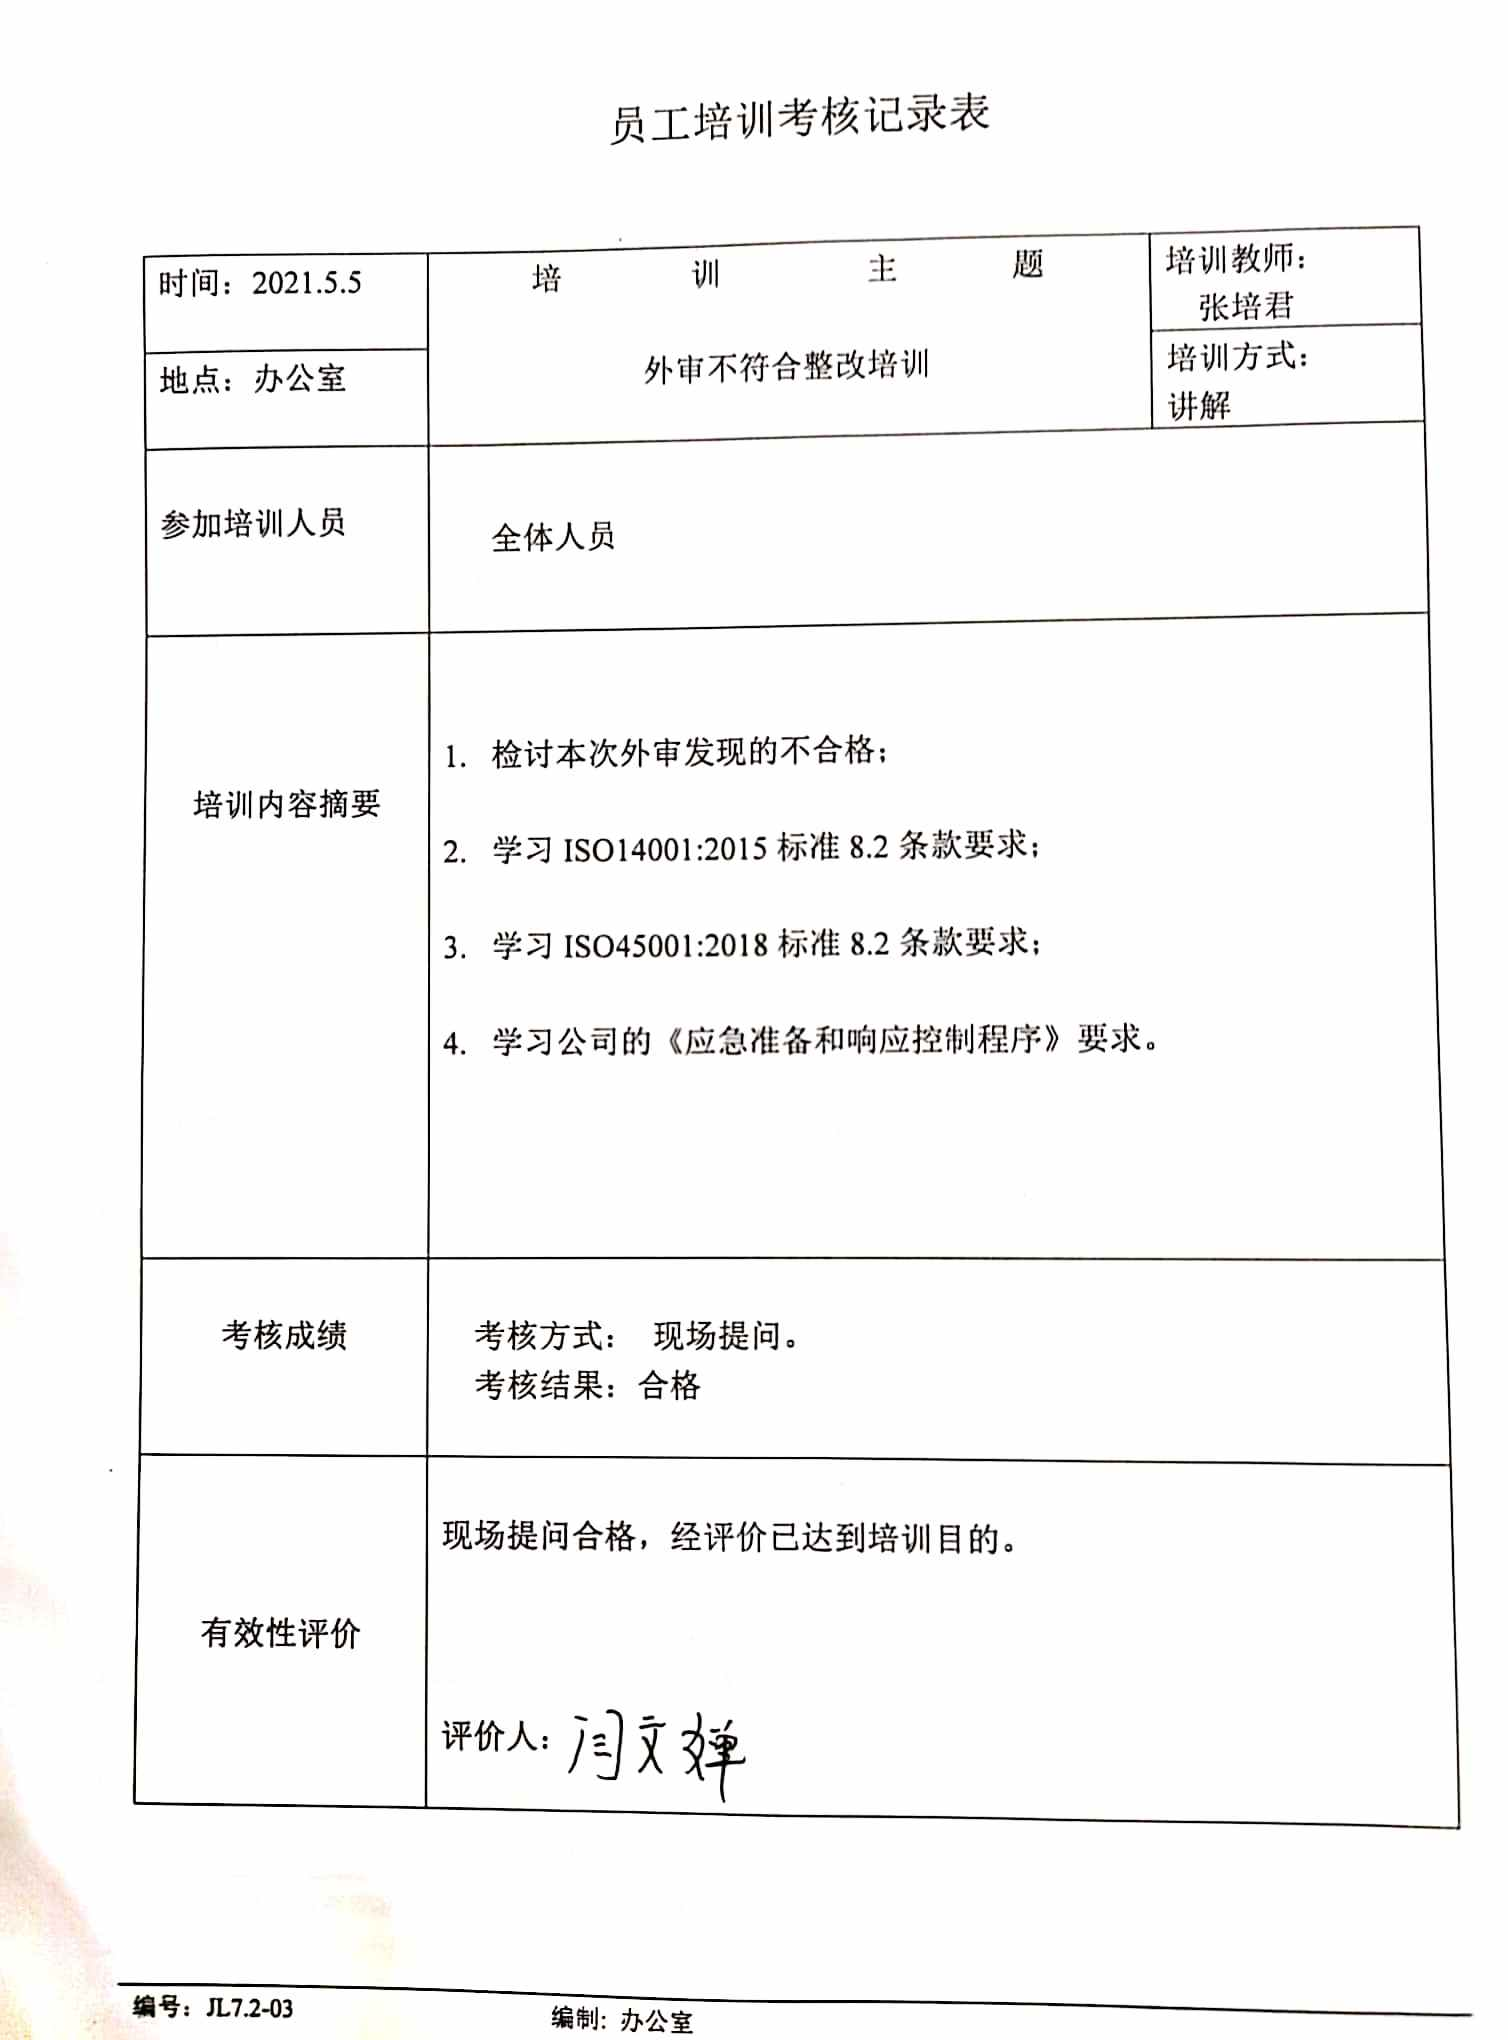 员工培训考核记录表
时间：2021.5.5
培 训 主 题
培训教师：
张培君
地点：办公室
外审不符合整改培训
培训方式：
讲解
参加培训人员
全体人员
培训内容摘要
1. 检讨本次外审发现的不合格；
2. 学习 ISO14001:2015 标准 8.2 条款要求；
3. 学习 ISO45001:2018 标准 8.2 条款要求；
4. 学习公司的《应急准备和响应控制程序》要求。
考核成绩
考核方式： 现场提问。
考核结果：合格
有效性评价
现场提问合格，经评价已达到培训目的。
评价人：闫文婵
编号：JL7.2-03
编制: 办公室